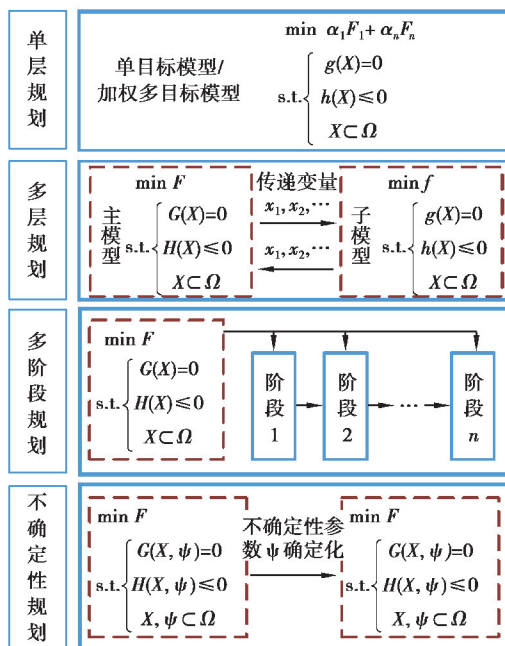 单层规划
单目标模型/
加权多目标模型
min α₁F₁+αₙFₙ
s.t.
g(X)=0
h(X)≤0
X⊂Ω
多层规划
主模型
min F
s.t.
G(X)=0
H(X)≤0
X⊂Ω
传递变量
x₁,x₂,…
x₁,x₂,…
子模型
min f
s.t.
g(X)=0
h(X)≤0
X⊂Ω
多阶段规划
min F
s.t.
G(X)=0
H(X)≤0
X⊂Ω
阶段1
阶段2
…
阶段n
不确定性规划
min F
s.t.
G(X,ψ)=0
H(X,ψ)≤0
X,ψ⊂Ω
不确定性参
数ψ确定化
min F
s.t.
G(X,ψ)=0
H(X,ψ)≤0
X,ψ⊂Ω